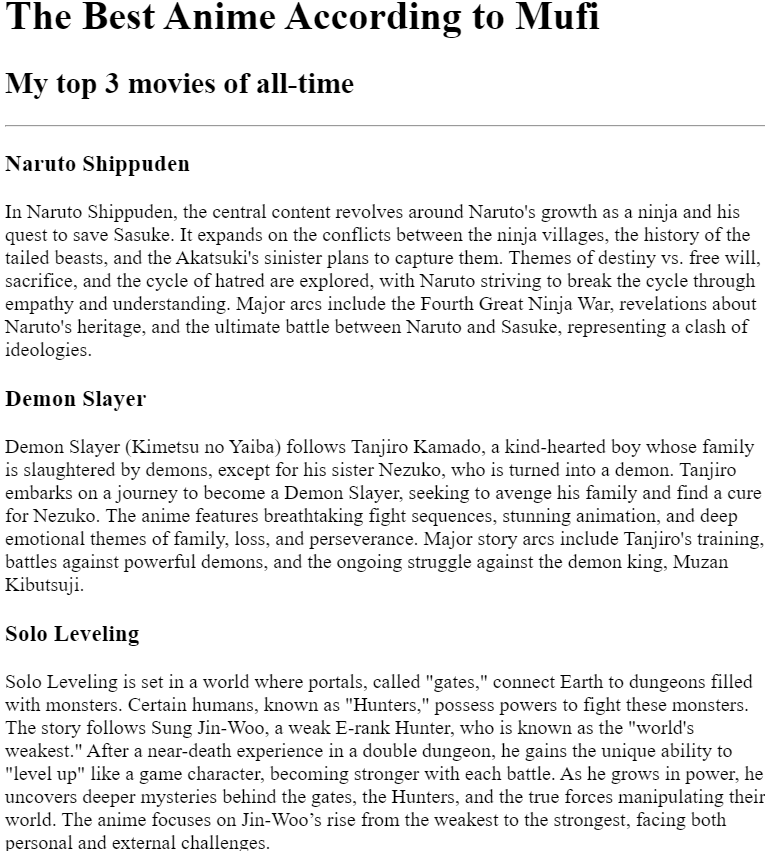 The Best Anime According to Mufi
My top 3 movies of all-time
Naruto Shippuden
In Naruto Shippuden, the central content revolves around Naruto's growth as a ninja and his
quest to save Sasuke. It expands on the conflicts between the ninja villages, the history of the
tailed beasts, and the Akatsuki's sinister plans to capture them. Themes of destiny vs. free will,
sacrifice, and the cycle of hatred are explored, with Naruto striving to break the cycle through
empathy and understanding. Major arcs include the Fourth Great Ninja War, revelations about
Naruto's heritage, and the ultimate battle between Naruto and Sasuke, representing a clash of
ideologies.
Demon Slayer
Demon Slayer (Kimetsu no Yaiba) follows Tanjiro Kamado, a kind-hearted boy whose family
is slaughtered by demons, except for his sister Nezuko, who is turned into a demon. Tanjiro
embarks on a journey to become a Demon Slayer, seeking to avenge his family and find a cure
for Nezuko. The anime features breathtaking fight sequences, stunning animation, and deep
emotional themes of family, loss, and perseverance. Major story arcs include Tanjiro's training,
battles against powerful demons, and the ongoing struggle against the demon king, Muzan
Kibutsuji.
Solo Leveling
Solo Leveling is set in a world where portals, called "gates," connect Earth to dungeons filled
with monsters. Certain humans, known as "Hunters," possess powers to fight these monsters.
The story follows Sung Jin-Woo, a weak E-rank Hunter, who is known as the "world's
weakest." After a near-death experience in a double dungeon, he gains the unique ability to
"level up" like a game character, becoming stronger with each battle. As he grows in power, he
uncovers deeper mysteries behind the gates, the Hunters, and the true forces manipulating their
world. The anime focuses on Jin-Woo’s rise from the weakest to the strongest, facing both
personal and external challenges.